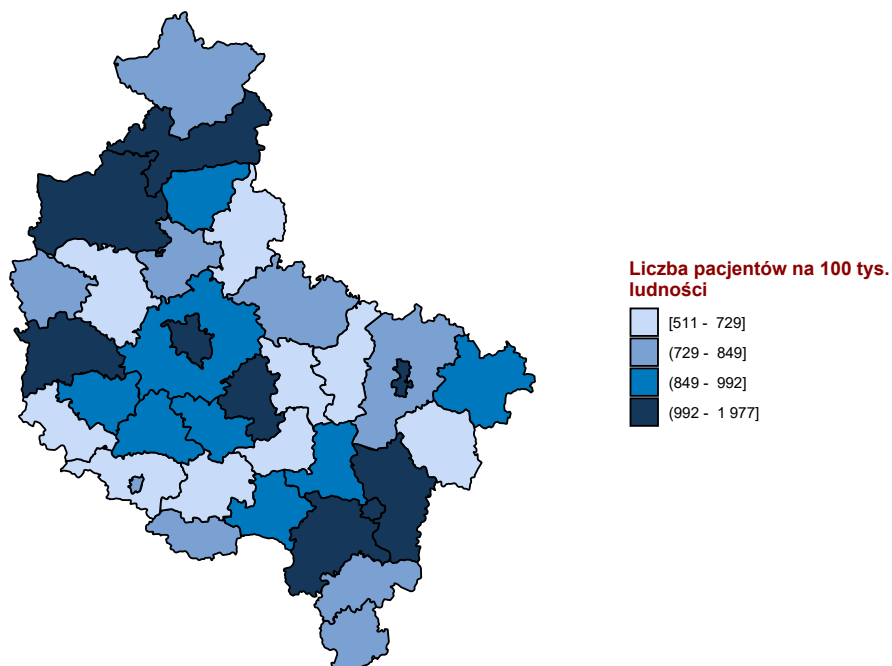 Liczba pacjentów na 100 tys.
ludności
[511 - 729]
(729 - 849]
(849 - 992]
(992 - 1 977]